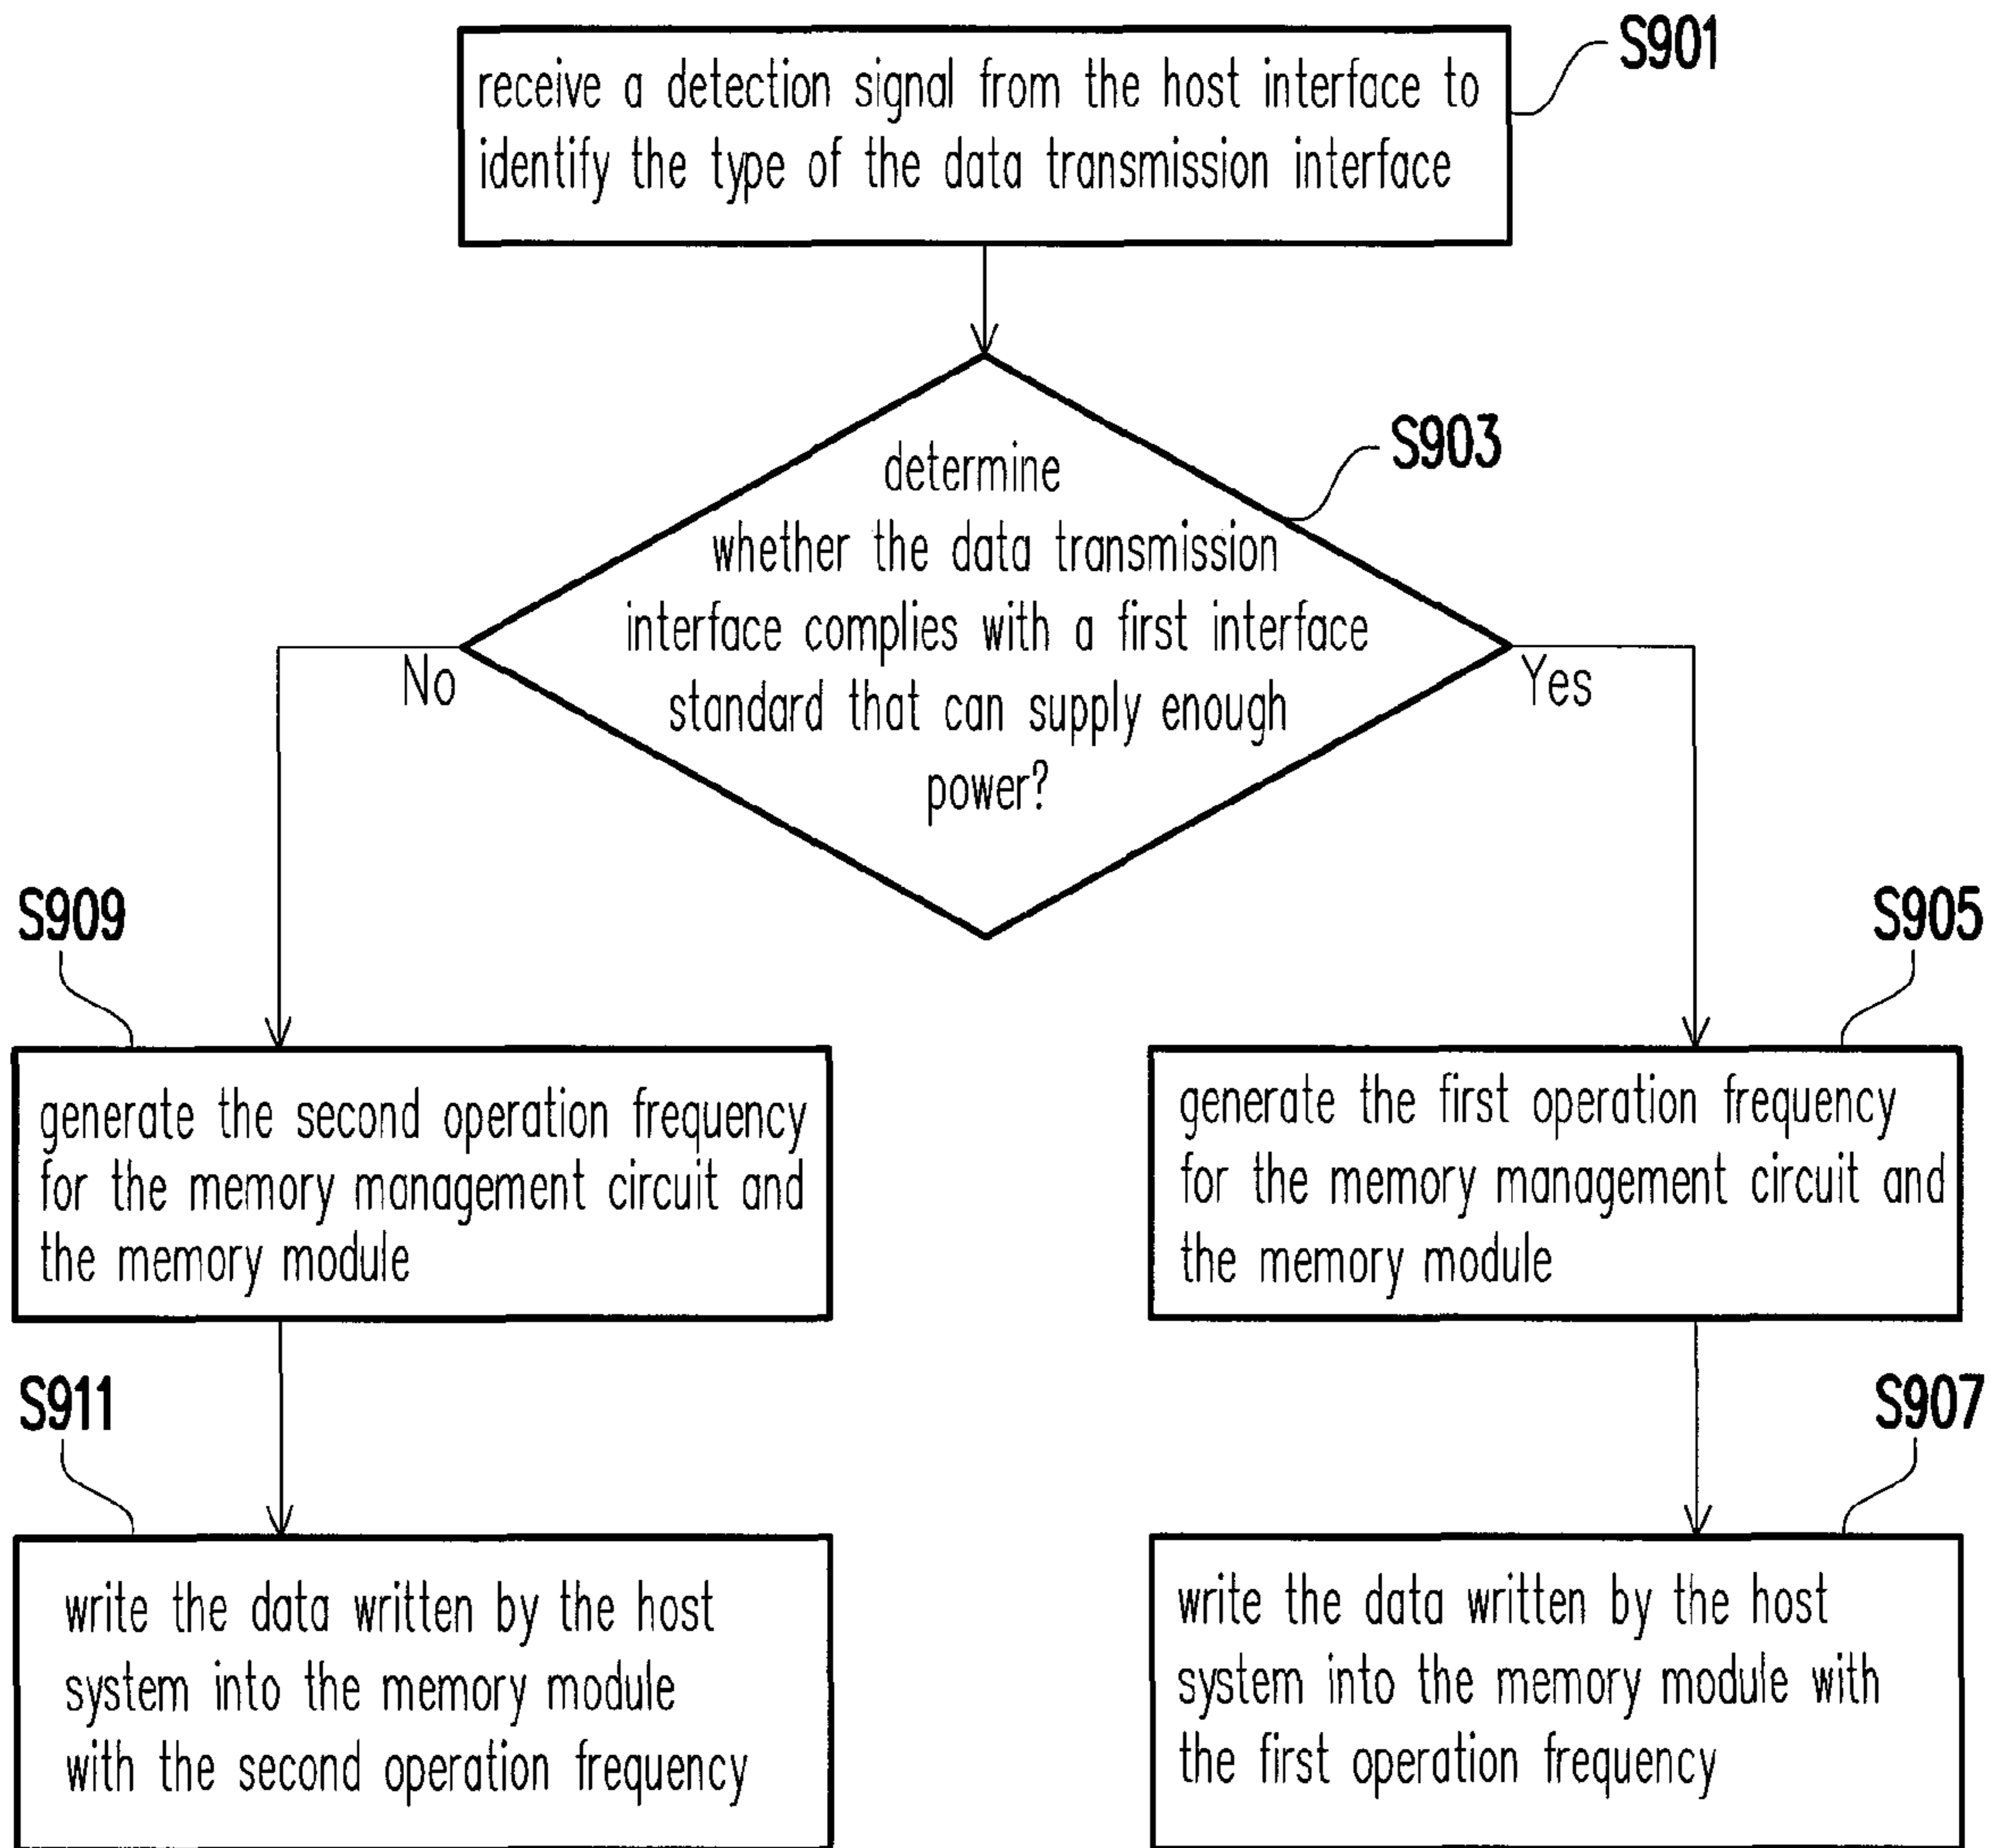 S901
receive a detection signal from the host interface to
identify the type of the data transmission interface
S903
determine
whether the data transmission
interface complies with a first interface
standard that can supply enough
power?
No
Yes
S909
generate the second operation frequency
for the memory management circuit and
the memory module
S905
generate the first operation frequency
for the memory management circuit and
the memory module
S911
write the data written by the host
system into the memory module
with the second operation frequency
S907
write the data written by the host
system into the memory module with
the first operation frequency